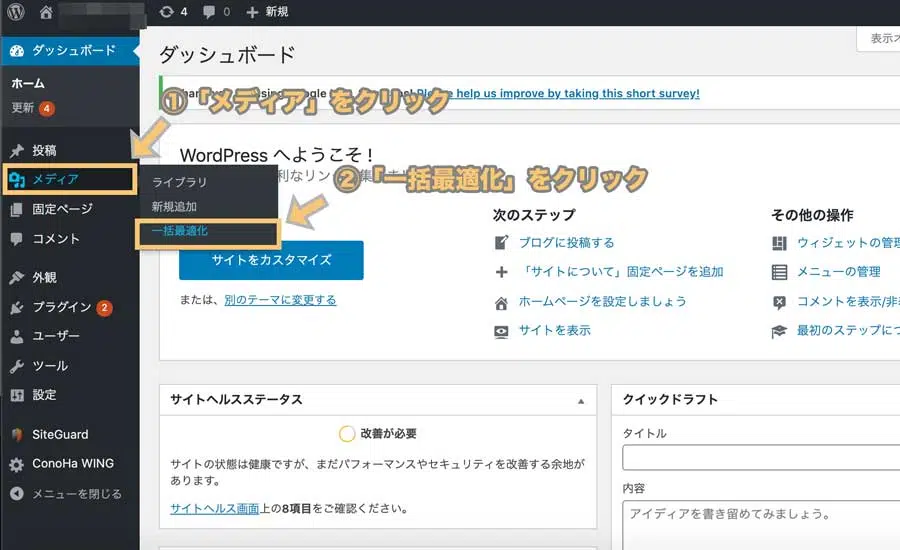 4 0 新規
ダッシュボード
ホーム
更新 4
投稿
メディア
固定ページ
コメント
外観
プラグイン 2
ユーザー
ツール
設定
SiteGuard
ConoHa WING
メニューを閉じる
ライブラリ
新規追加
一括最適化
ダッシュボード
help us improve by taking this short survey!
①「メディア」をクリック
WordPress へようこそ !
②「一括最適化」をクリック
サイトをカスタマイズ
または、別のテーマに変更する
次のステップ
ブログに投稿する
「サイトについて」固定ページを追加
ホームページを設定しましょう
サイトを表示
その他の操作
ウィジェットの管理
メニューの管理
コメントを表示/非
最初のステップにつ
サイトヘルスステータス
改善が必要
サイトの状態は健康ですが、まだパフォーマンスやセキュリティを改善する余地が
あります。
サイトヘルス画面上の8項目をご確認ください。
クイックドラフト
タイトル
内容
アイディアを書き留めてみましょう。